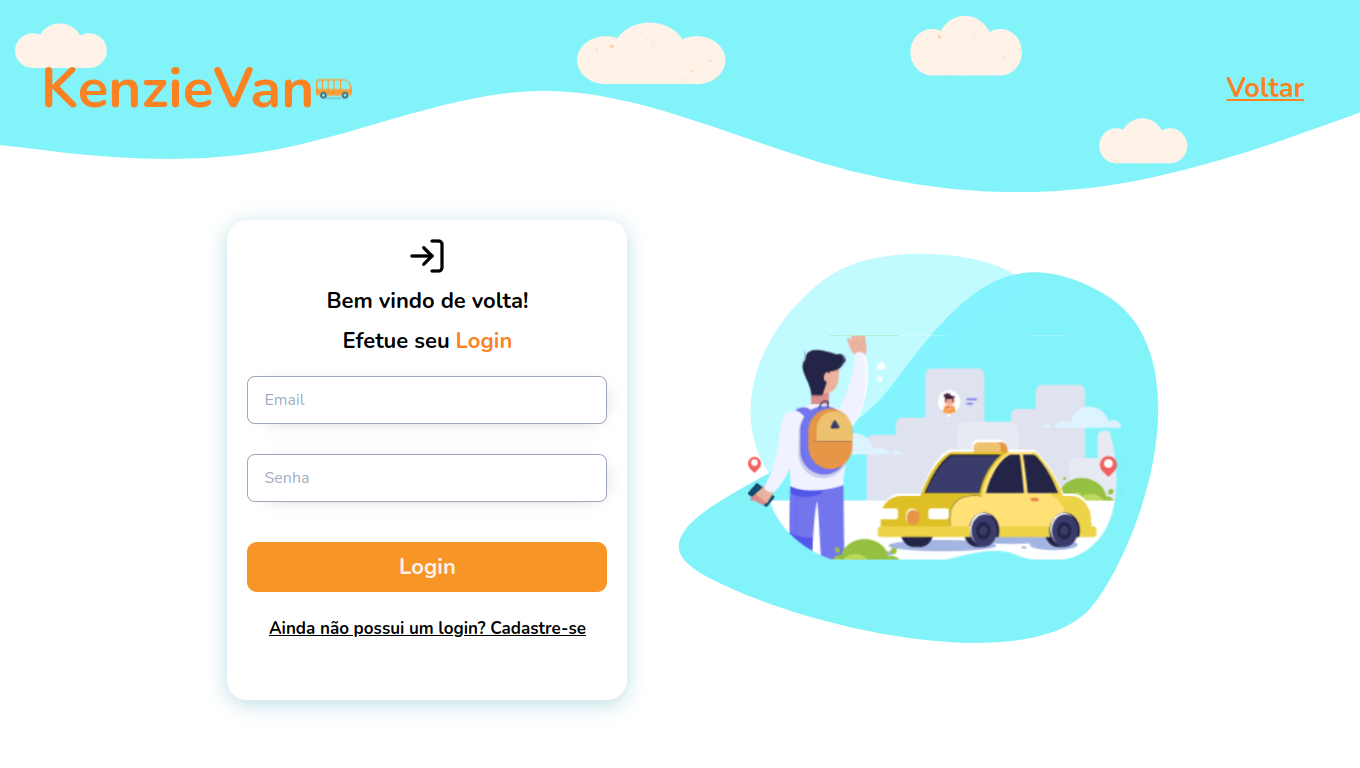 KenzieVan
Voltar
Bem vindo de volta!
Efetue seu Login
Email
Senha
Login
Ainda não possui um login? Cadastre-se